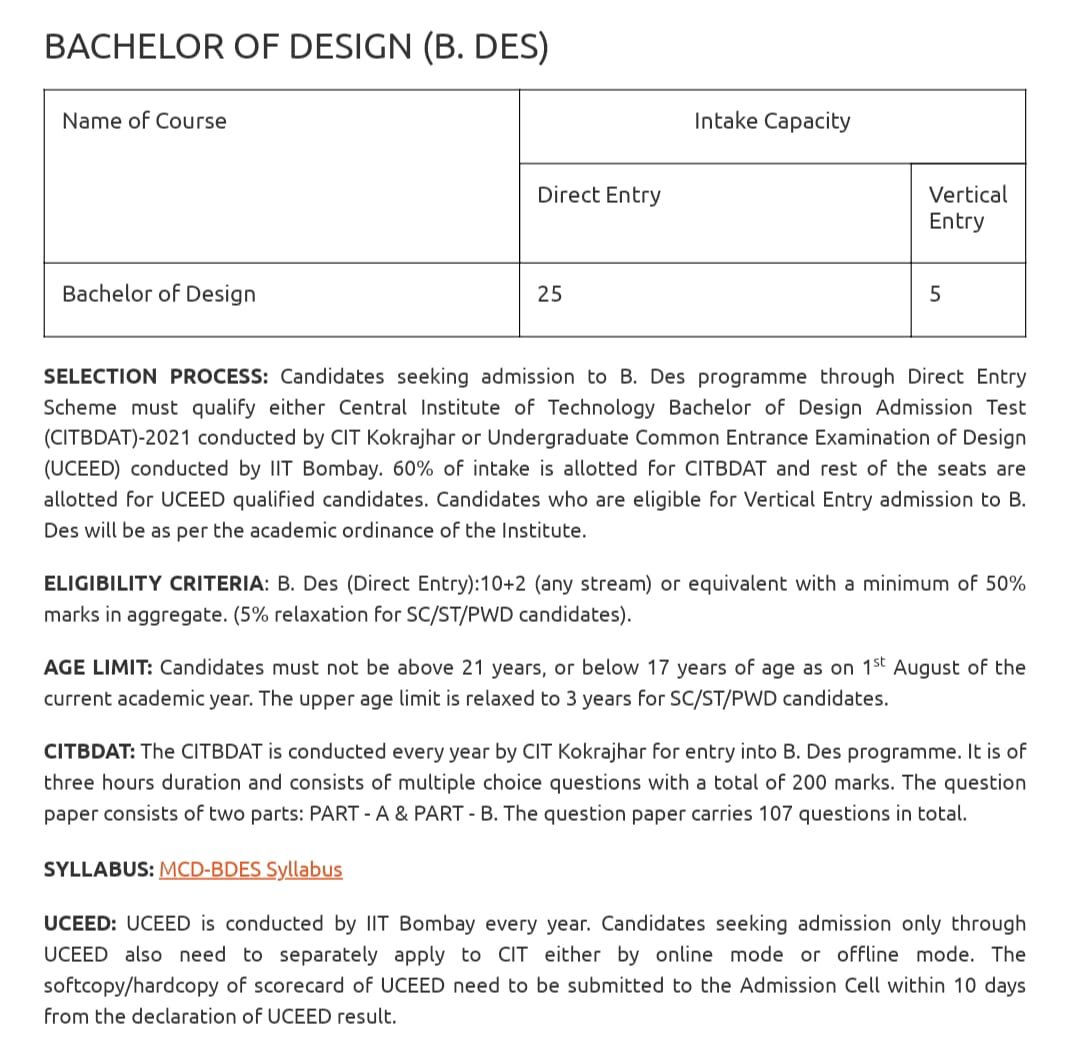 BACHELOR OF DESIGN (B. DES)
Name of Course
Intake Capacity
Direct Entry
Vertical
Entry
Bachelor of Design
25
5
SELECTION PROCESS: Candidates seeking admission to B. Des programme through Direct Entry
Scheme must qualify either Central Institute of Technology Bachelor of Design Admission Test
(CITBDAT)-2021 conducted by CIT Kokrajhar or Undergraduate Common Entrance Examination of Design
(UCEED) conducted by IIT Bombay. 60% of intake is allotted for CITBDAT and rest of the seats are
allotted for UCEED qualified candidates. Candidates who are eligible for Vertical Entry admission to B.
Des will be as per the academic ordinance of the Institute.
ELIGIBILITY CRITERIA: B. Des (Direct Entry):10+2 (any stream) or equivalent with a minimum of 50%
marks in aggregate. (5% relaxation for SC/ST/PWD candidates).
AGE LIMIT: Candidates must not be above 21 years, or below 17 years of age as on 1st August of the
current academic year. The upper age limit is relaxed to 3 years for SC/ST/PWD candidates.
CITBDAT: The CITBDAT is conducted every year by CIT Kokrajhar for entry into B. Des programme. It is of
three hours duration and consists of multiple choice questions with a total of 200 marks. The question
paper consists of two parts: PART - A & PART - B. The question paper carries 107 questions in total.
SYLLABUS: MCD-BDES Syllabus
UCEED: UCEED is conducted by IIT Bombay every year. Candidates seeking admission only through
UCEED also need to separately apply to CIT either by online mode or offline mode. The
softcopy/hardcopy of scorecard of UCEED need to be submitted to the Admission Cell within 10 days
from the declaration of UCEED result.